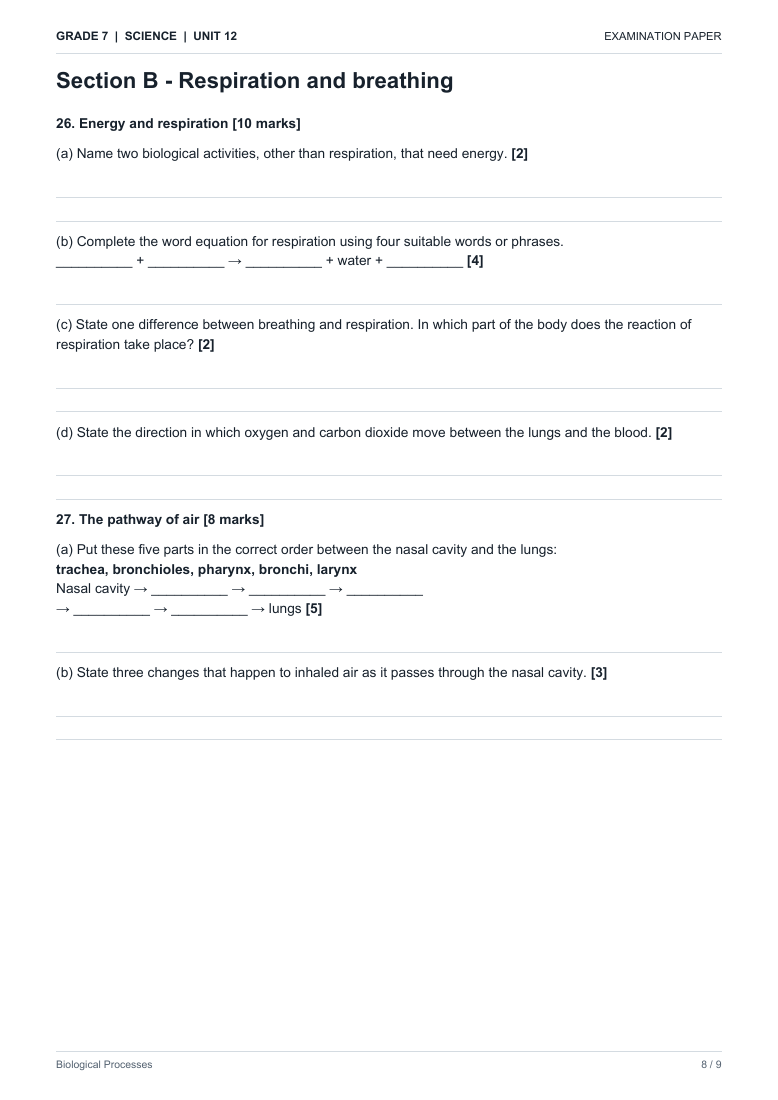 GRADE 7 | SCIENCE | UNIT 12
EXAMINATION PAPER
Section B - Respiration and breathing
26. Energy and respiration [10 marks]
(a) Name two biological activities, other than respiration, that need energy. [2]
(b) Complete the word equation for respiration using four suitable words or phrases.
__________ + __________ → __________ + water + __________ [4]
(c) State one difference between breathing and respiration. In which part of the body does the reaction of
respiration take place? [2]
(d) State the direction in which oxygen and carbon dioxide move between the lungs and the blood. [2]
27. The pathway of air [8 marks]
(a) Put these five parts in the correct order between the nasal cavity and the lungs:
trachea, bronchioles, pharynx, bronchi, larynx
Nasal cavity → __________ → __________ → __________
→ __________ → __________ → lungs [5]
(b) State three changes that happen to inhaled air as it passes through the nasal cavity. [3]
Biological Processes
8 / 9